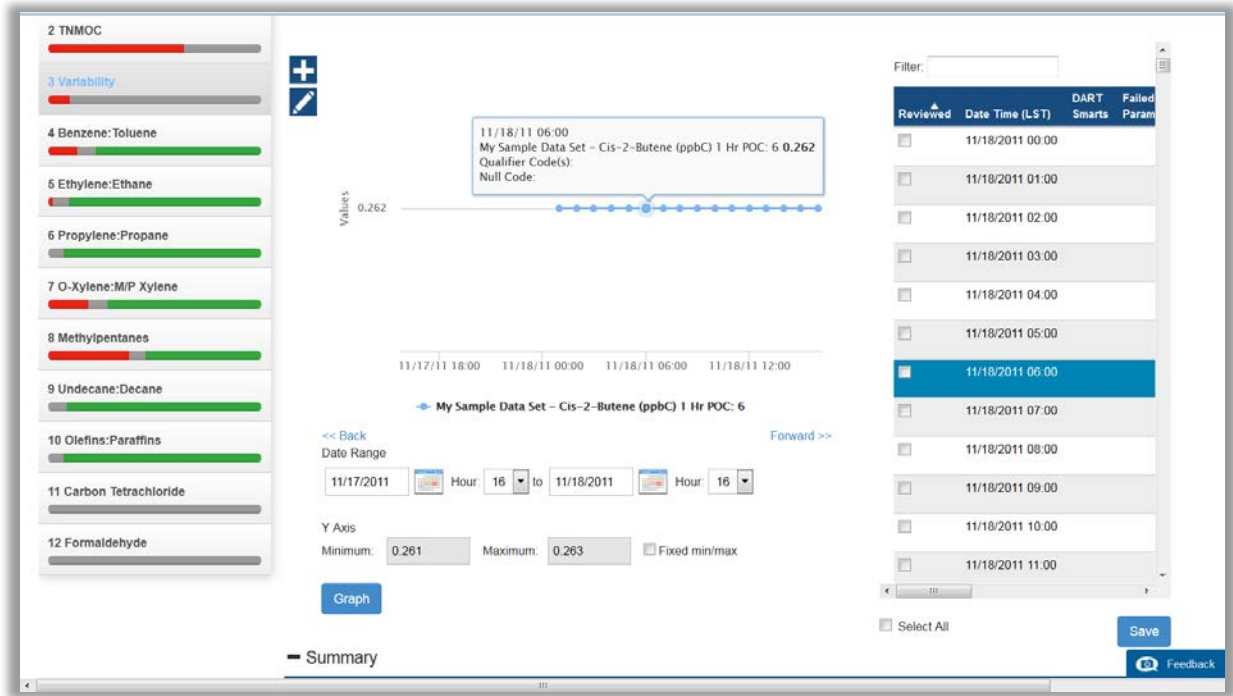 2 TNMOC
3 Variability
4 Benzene:Toluene
5 Ethylene:Ethane
6 Propylene:Propane
7 O-Xylene:M/P Xylene
8 Methylpentanes
9 Undecane:Decane
10 Olefins:Paraffins
11 Carbon Tetrachloride
12 Formaldehyde
11/18/11 06:00
My Sample Data Set - Cis-2-Butene (ppbC) 1 Hr POC: 6 0.262
Qualifier Code(s):
Null Code:
Values
0.262
11/17/11 18:00 11/18/11 00:00 11/18/11 06:00 11/18/11 12:00
My Sample Data Set - Cis-2-Butene (ppbC) 1 Hr POC: 6
<< Back Forward >>
Date Range
11/17/2011 Hour: 16 to 11/18/2011 Hour: 16
Y Axis
Minimum: 0.261 Maximum: 0.263 Fixed min/max
Graph
Summary
Filter:
Reviewed Date Time (LST) DART Smarts Failed Param
11/18/2011 00:00
11/18/2011 01:00
11/18/2011 02:00
11/18/2011 03:00
11/18/2011 04:00
11/18/2011 05:00
11/18/2011 06:00
11/18/2011 07:00
11/18/2011 08:00
11/18/2011 09:00
11/18/2011 10:00
11/18/2011 11:00
Select All
Save
Feedback